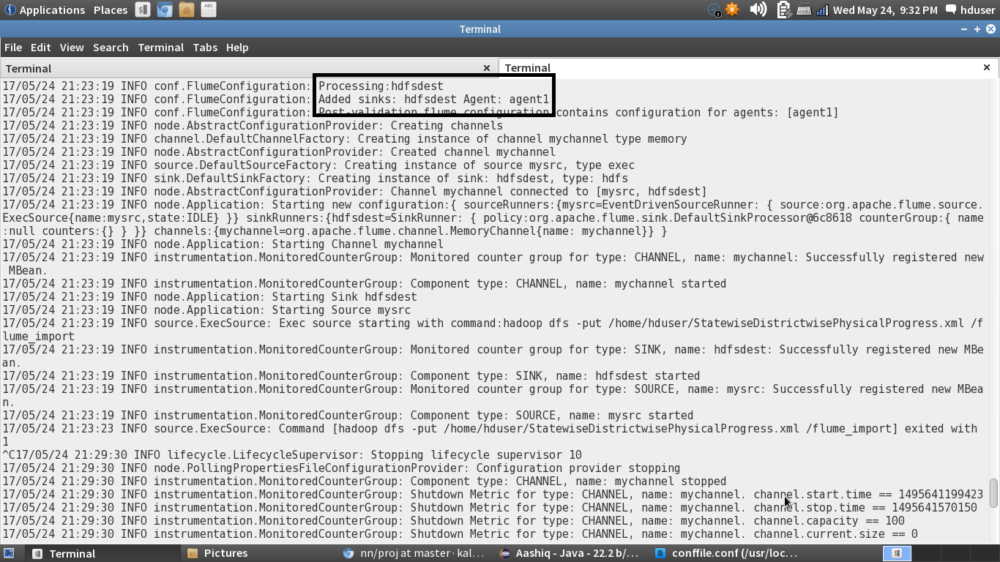 Applications Places
1
Wed May 24, 9:32 PM hduser
Terminal
File Edit View Search Terminal Tabs Help
Terminal
Terminal
17/05/24 21:23:19 INFO conf.FlumeConfiguration: Processing:hdfsdest
17/05/24 21:23:19 INFO conf.FlumeConfiguration: Added sinks: hdfsdest Agent: agent1
17/05/24 21:23:19 INFO conf.FlumeConfiguration: Post-validation flume configuration contains configuration for agents: [agent1]
17/05/24 21:23:19 INFO node.AbstractConfigurationProvider: Creating channels
17/05/24 21:23:19 INFO channel.DefaultChannelFactory: Creating instance of channel mychannel type memory
17/05/24 21:23:19 INFO node.AbstractConfigurationProvider: Created channel mychannel
17/05/24 21:23:19 INFO source.DefaultSourceFactory: Creating instance of source mysrc, type exec
17/05/24 21:23:19 INFO sink.DefaultSinkFactory: Creating instance of sink: hdfsdest, type: hdfs
17/05/24 21:23:19 INFO node.AbstractConfigurationProvider: Channel mychannel connected to [mysrc, hdfsdest]
17/05/24 21:23:19 INFO node.Application: Starting new configuration:{ sourceRunners:{mysrc=EventDrivenSourceRunner: { source:org.apache.flume.source.
ExecSource{name:mysrc,state:IDLE} }} sinkRunners:{hdfsdest=SinkRunner: { policy:org.apache.flume.sink.DefaultSinkProcessor@6c8618 counterGroup:{ name
:null counters:{} } }} channels:{mychannel=org.apache.flume.channel.MemoryChannel{name: mychannel}} }
17/05/24 21:23:19 INFO node.Application: Starting Channel mychannel
17/05/24 21:23:19 INFO instrumentation.MonitoredCounterGroup: Monitored counter group for type: CHANNEL, name: mychannel: Successfully registered new
MBean.
17/05/24 21:23:19 INFO instrumentation.MonitoredCounterGroup: Component type: CHANNEL, name: mychannel started
17/05/24 21:23:19 INFO node.Application: Starting Sink hdfsdest
17/05/24 21:23:19 INFO node.Application: Starting Source mysrc
17/05/24 21:23:19 INFO source.ExecSource: Exec source starting with command:hadoop dfs -put /home/hduser/StatewiseDistrictwisePhysicalProgress.xml /f
lume_import
17/05/24 21:23:19 INFO instrumentation.MonitoredCounterGroup: Monitored counter group for type: SINK, name: hdfsdest: Successfully registered new MBe
an.
17/05/24 21:23:19 INFO instrumentation.MonitoredCounterGroup: Component type: SINK, name: hdfsdest started
17/05/24 21:23:19 INFO instrumentation.MonitoredCounterGroup: Monitored counter group for type: SOURCE, name: mysrc: Successfully registered new MBea
n.
17/05/24 21:23:19 INFO instrumentation.MonitoredCounterGroup: Component type: SOURCE, name: mysrc started
17/05/24 21:23:23 INFO source.ExecSource: Command [hadoop dfs -put /home/hduser/StatewiseDistrictwisePhysicalProgress.xml /flume_import] exited with
1
^C17/05/24 21:29:30 INFO lifecycle.LifecycleSupervisor: Stopping lifecycle supervisor 10
17/05/24 21:29:30 INFO node.PollingPropertiesFileConfigurationProvider: Configuration provider stopping
17/05/24 21:29:30 INFO instrumentation.MonitoredCounterGroup: Component type: CHANNEL, name: mychannel stopped
17/05/24 21:29:30 INFO instrumentation.MonitoredCounterGroup: Shutdown Metric for type: CHANNEL, name: mychannel. channel.start.time == 1495641199423
17/05/24 21:29:30 INFO instrumentation.MonitoredCounterGroup: Shutdown Metric for type: CHANNEL, name: mychannel. channel.stop.time == 1495641570150
17/05/24 21:29:30 INFO instrumentation.MonitoredCounterGroup: Shutdown Metric for type: CHANNEL, name: mychannel. channel.capacity == 100
17/05/24 21:29:30 INFO instrumentation.MonitoredCounterGroup: Shutdown Metric for type: CHANNEL, name: mychannel. channel.current.size == 0
Terminal
Pictures
nn/proj at master · kal...
Aashiq - Java - 22.2 b/...
conffile.conf (/usr/loc...